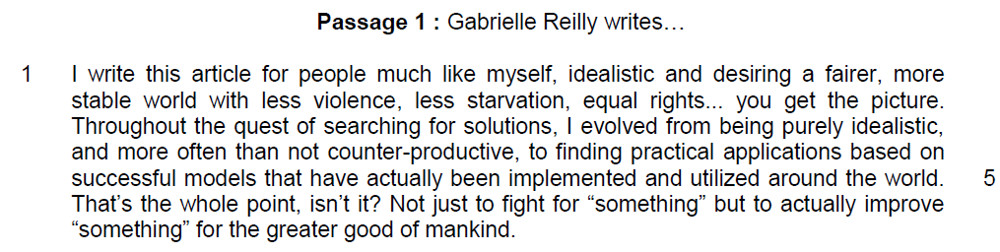 Passage 1 : Gabrielle Reilly writes…
1 I write this article for people much like myself, idealistic and desiring a fairer, more
stable world with less violence, less starvation, equal rights... you get the picture.
Throughout the quest of searching for solutions, I evolved from being purely idealistic,
and more often than not counter-productive, to finding practical applications based on
successful models that have actually been implemented and utilized around the world. 5
That’s the whole point, isn’t it? Not just to fight for “something” but to actually improve
“something” for the greater good of mankind.